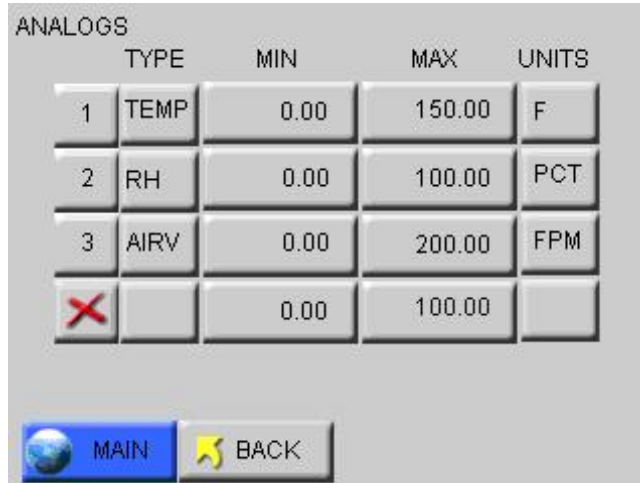 ANALOGS
TYPE MIN MAX UNITS
1 TEMP 0.00 150.00 F
2 RH 0.00 100.00 PCT
3 AIRV 0.00 200.00 FPM
0.00 100.00
MAIN BACK